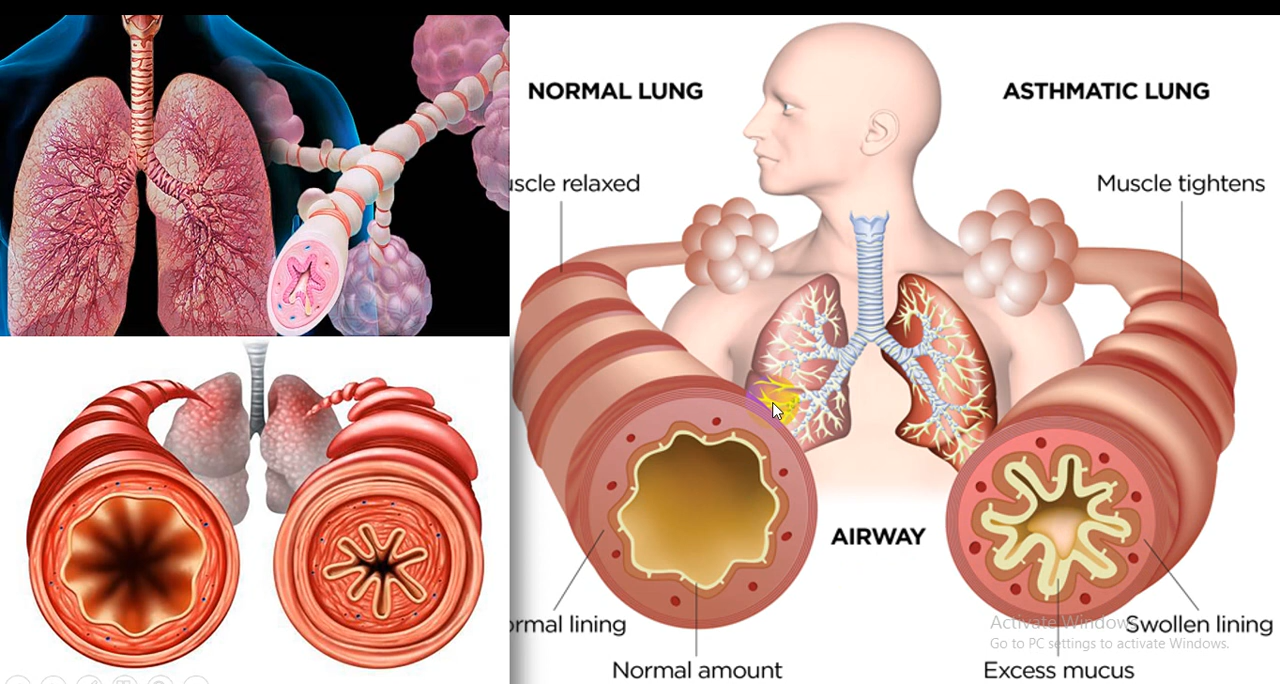 NORMAL LUNG
ASTHMATIC LUNG
uscle relaxed
Muscle tightens
AIRWAY
ormal lining
Swollen lining
Normal amount
Excess mucus
Activate Windows
Go to PC settings to activate Windows.